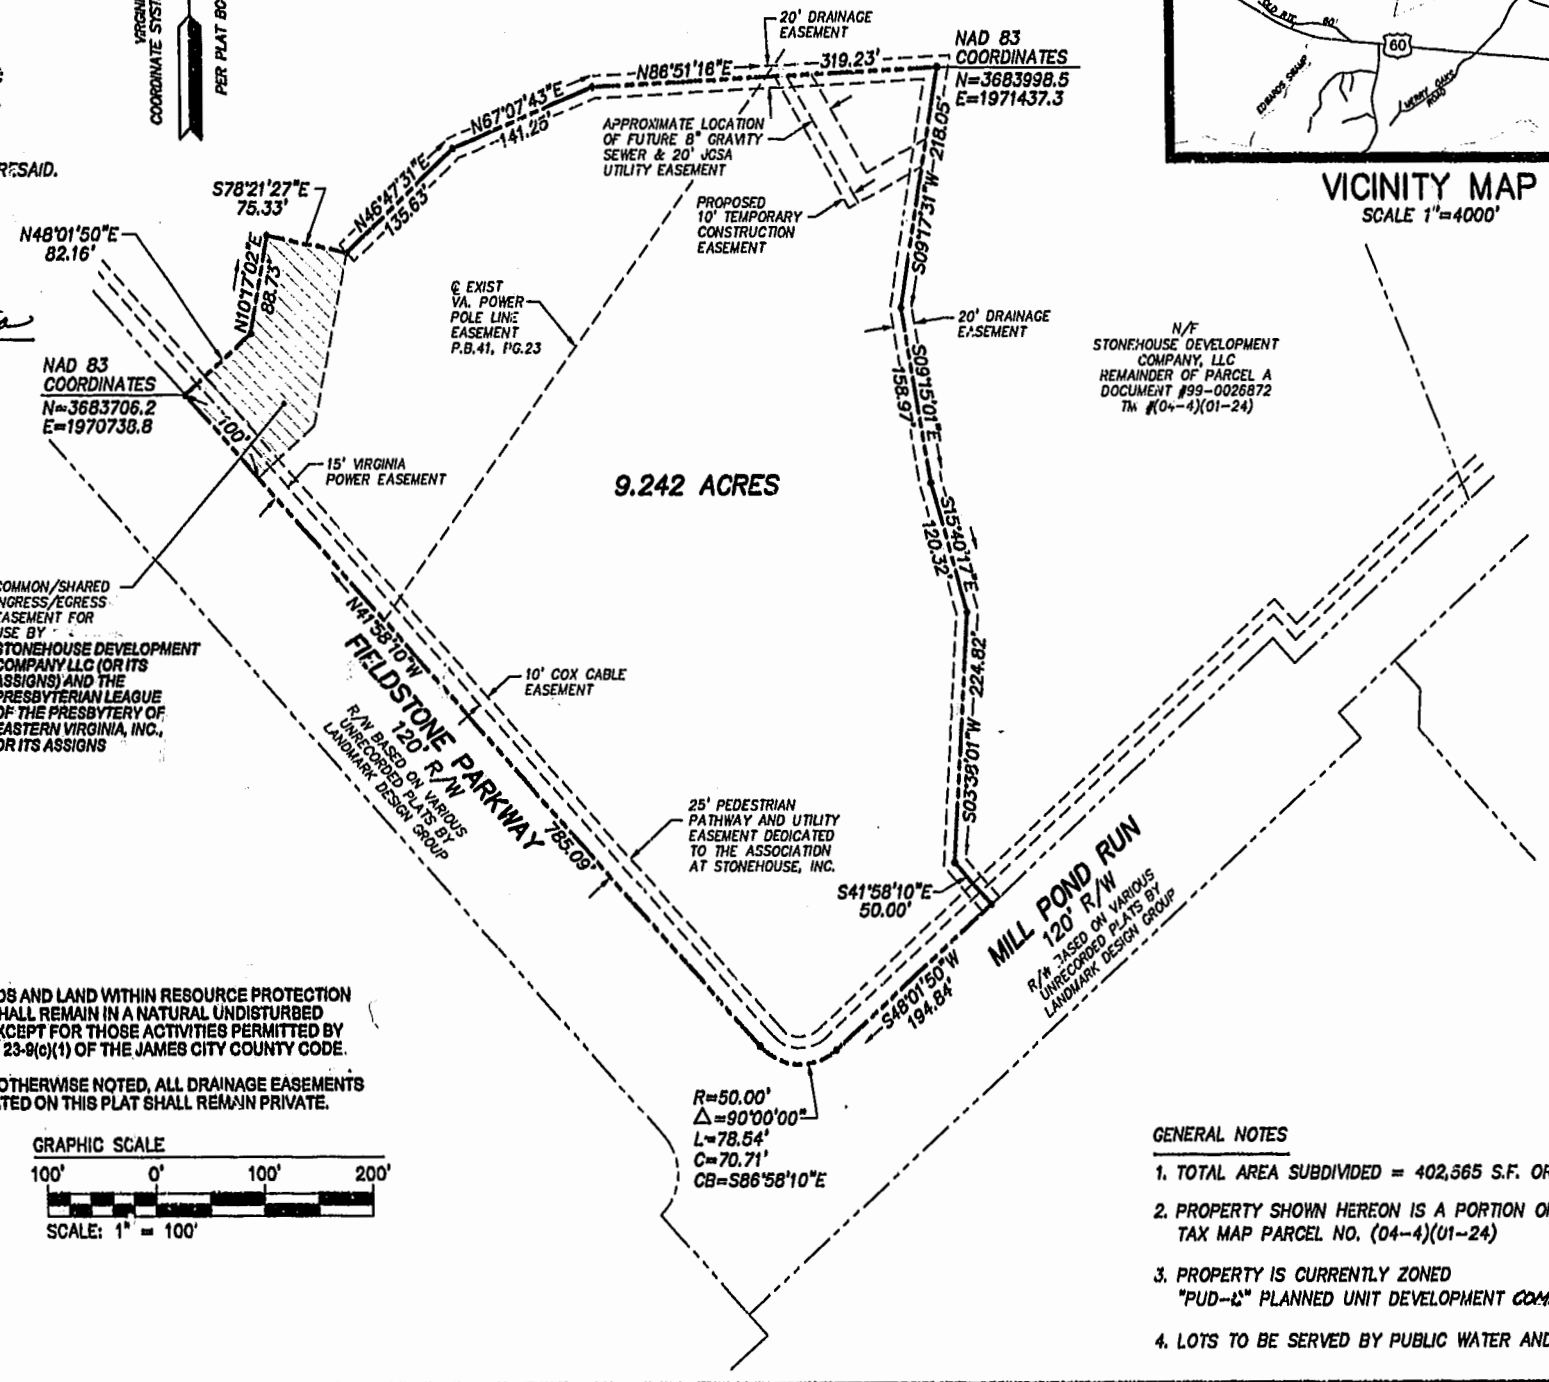 COORDINATE SYST
PER PLAT BO
RESAID.
20' DRAINAGE
EASEMENT
NAD 83
COORDINATES
N=3683998.5
E=1971437.3
N86°51'16"E
319.23'
N67°07'43"E
141.25'
N46°47'31"E
135.63'
S78°21'27"E
75.33'
N48°01'50"E
82.16'
N10°17'02"E
88.73'
NAD 83
COORDINATES
N=3683706.2
E=1970738.8
100'
APPROXIMATE LOCATION
OF FUTURE 8" GRAVITY
SEWER & 20' JCSA
UTILITY EASEMENT
PROPOSED
10' TEMPORARY
CONSTRUCTION
EASEMENT
S09°17'31"W 218.05'
℄ EXIST
VA. POWER
POLE LINE
EASEMENT
P.B.41, PG.23
20' DRAINAGE
EASEMENT
S09°15'01"E
158.97'
15' VIRGINIA
POWER EASEMENT
9.242 ACRES
S15°40'17"E
120.32'
OLD RTE 60
60
EDWARDS SWAMP
ROAD
VICINITY MAP
SCALE 1"=4000'
N/F
STONEHOUSE DEVELOPMENT
COMPANY, LLC
REMAINDER OF PARCEL A
DOCUMENT #99-0026872
TM #(04-4)(01-24)
COMMON/SHARED
NGRESS/EGRESS
EASEMENT FOR
USE BY
STONEHOUSE DEVELOPMENT
COMPANY LLC (OR ITS
ASSIGNS) AND THE
PRESBYTERIAN LEAGUE
OF THE PRESBYTERY OF
EASTERN VIRGINIA, INC.,
OR ITS ASSIGNS
N41°58'10"W
785.09'
FIELDSTONE PARKWAY
120' R/W
R/W BASED ON VARIOUS
UNRECORDED PLATS BY
LANDMARK DESIGN GROUP
10' COX CABLE
EASEMENT
25' PEDESTRIAN
PATHWAY AND UTILITY
EASEMENT DEDICATED
TO THE ASSOCIATION
AT STONEHOUSE, INC.
S03°38'01"W 224.82'
S41°58'10"E
50.00'
S48°01'50"W
194.84'
MILL POND RUN
120' R/W
R/W BASED ON VARIOUS
UNRECORDED PLATS BY
LANDMARK DESIGN GROUP
DS AND LAND WITHIN RESOURCE PROTECTION
HALL REMAIN IN A NATURAL UNDISTURBED
XCEPT FOR THOSE ACTIVITIES PERMITTED BY
23-9(c)(1) OF THE JAMES CITY COUNTY CODE.
OTHERWISE NOTED, ALL DRAINAGE EASEMENTS
TED ON THIS PLAT SHALL REMAIN PRIVATE.
R=50.00'
Δ=90°00'00"
L=78.54'
C=70.71'
CB=S86°58'10"E
GRAPHIC SCALE
100' 0' 100' 200'
SCALE: 1" = 100'
GENERAL NOTES
1. TOTAL AREA SUBDIVIDED = 402,565 S.F. OR
2. PROPERTY SHOWN HEREON IS A PORTION O
TAX MAP PARCEL NO. (04-4)(01-24)
3. PROPERTY IS CURRENTLY ZONED
"PUD-C" PLANNED UNIT DEVELOPMENT COM
4. LOTS TO BE SERVED BY PUBLIC WATER AND